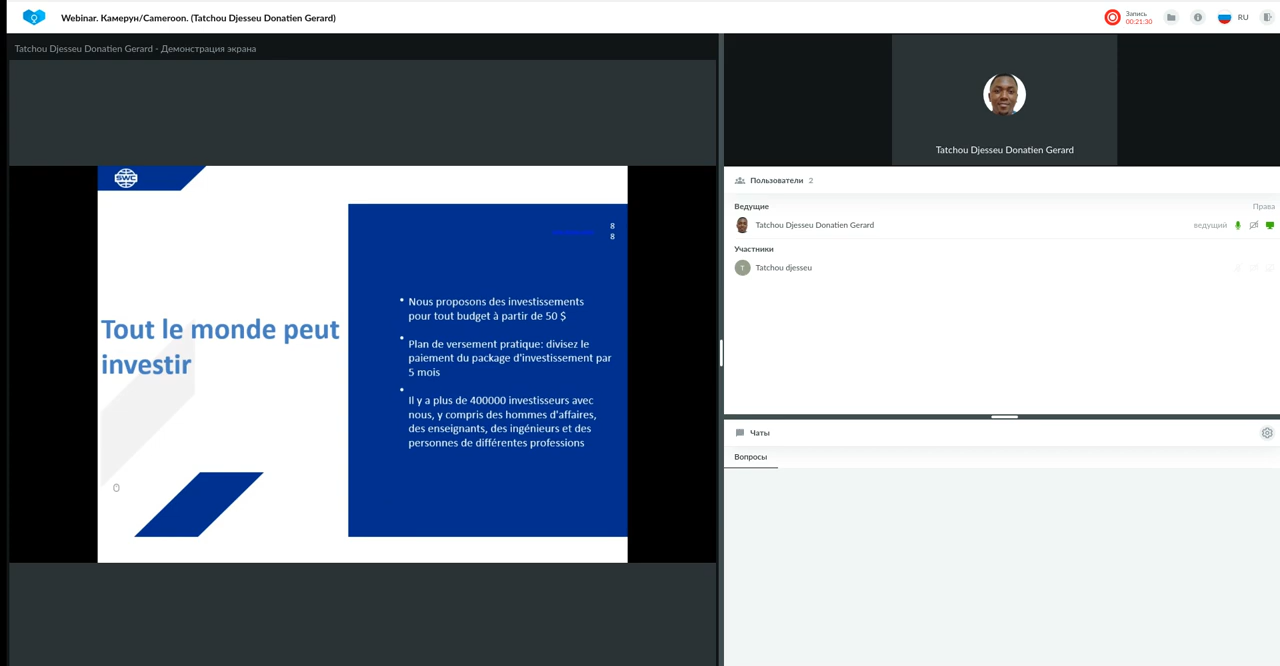 Webinar. Камерун/Cameroon. (Tatchou Djesseu Donatien Gerard)
Запись
00:21:30
RU
Tatchou Djesseu Donatien Gerard - Демонстрация экрана
SWC
8
8
Tout le monde peut
investir
• Nous proposons des investissements
pour tout budget à partir de 50 $
• Plan de versement pratique: divisez le
paiement du package d'investissement par
5 mois
•
Il y a plus de 400000 investisseurs avec
nous, y compris des hommes d'affaires,
des enseignants, des ingénieurs et des
personnes de différentes professions
Tatchou Djesseu Donatien Gerard
Пользователи 2
Ведущие Права
Tatchou Djesseu Donatien Gerard ведущий
Участники
T Tatchou djesseu
Чаты
Вопросы